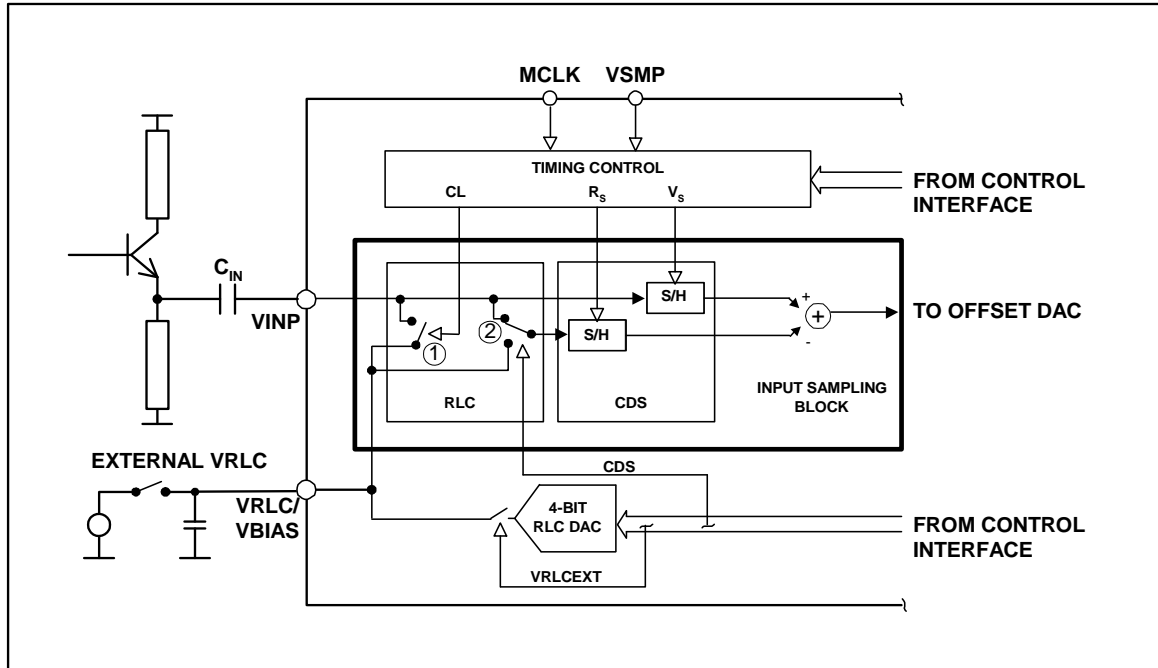 MCLK VSMP
TIMING CONTROL
CL RS VS
FROM CONTROL
INTERFACE
CIN
VINP
S/H
+
TO OFFSET DAC
1
2
S/H
+
-
RLC
CDS
INPUT SAMPLING
BLOCK
EXTERNAL VRLC
VRLC/
VBIAS
CDS
4-BIT
RLC DAC
FROM CONTROL
INTERFACE
VRLCEXT